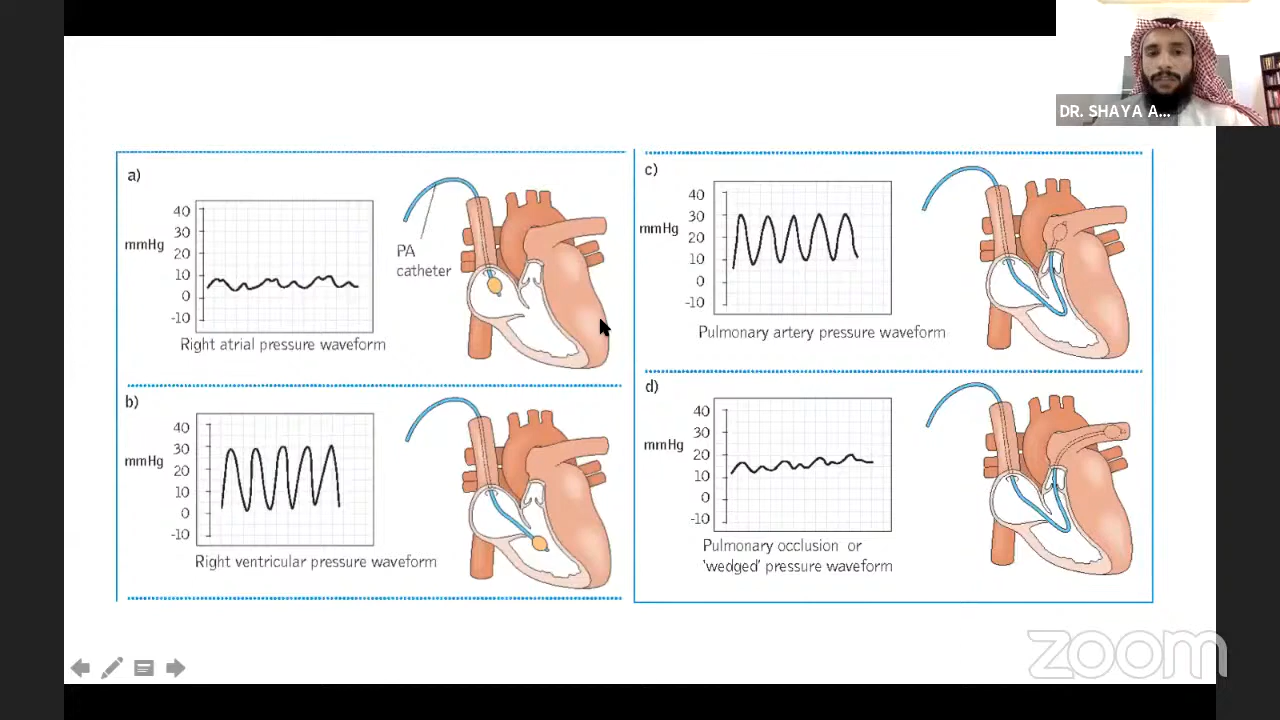 DR. SHAYA A...
a)
40
30
mmHg
20
10
0
-10
Right atrial pressure waveform
PA
catheter
b)
40
30
mmHg
20
10
0
-10
Right ventricular pressure waveform
c)
40
30
mmHg
20
10
0
-10
Pulmonary artery pressure waveform
d)
40
30
mmHg
20
10
0
-10
Pulmonary occlusion or
'wedged' pressure waveform
zoom